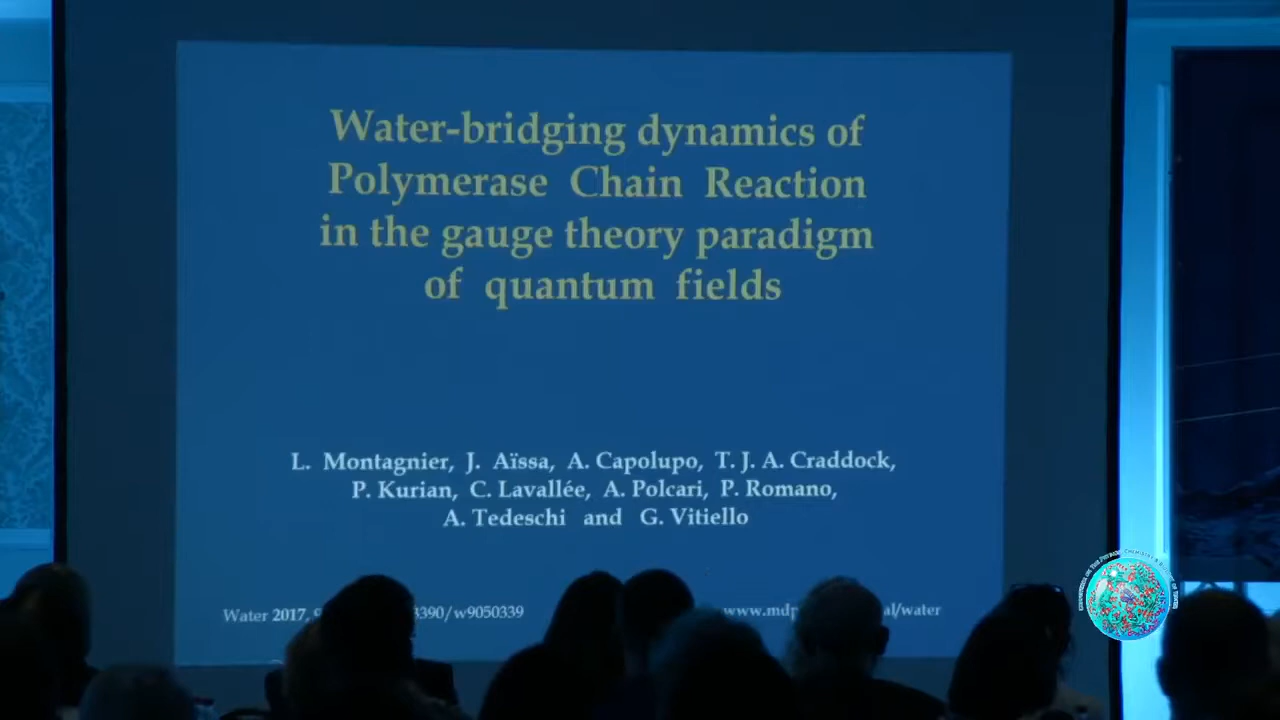 Water-bridging dynamics of
Polymerase Chain Reaction
in the gauge theory paradigm
of quantum fields
L. Montagnier, J. Aïssa, A. Capolupo, T. J. A. Craddock,
P. Kurian, C. Lavallée, A. Polcari, P. Romano,
A. Tedeschi and G. Vitiello
Water 2017, 390/w9050339
www.mdp al/water